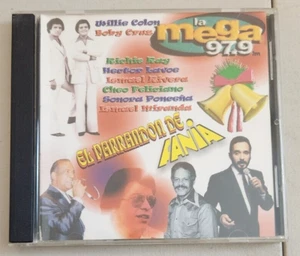 Willie Colon
Boby Cruz
la
mega
97.9
Richie Ray
Hector Lavoe
Ismael Rivera
Cheo Feliciano
Sonora Ponceña
Ismael Miranda
EL PARRANDON DE
FANIA